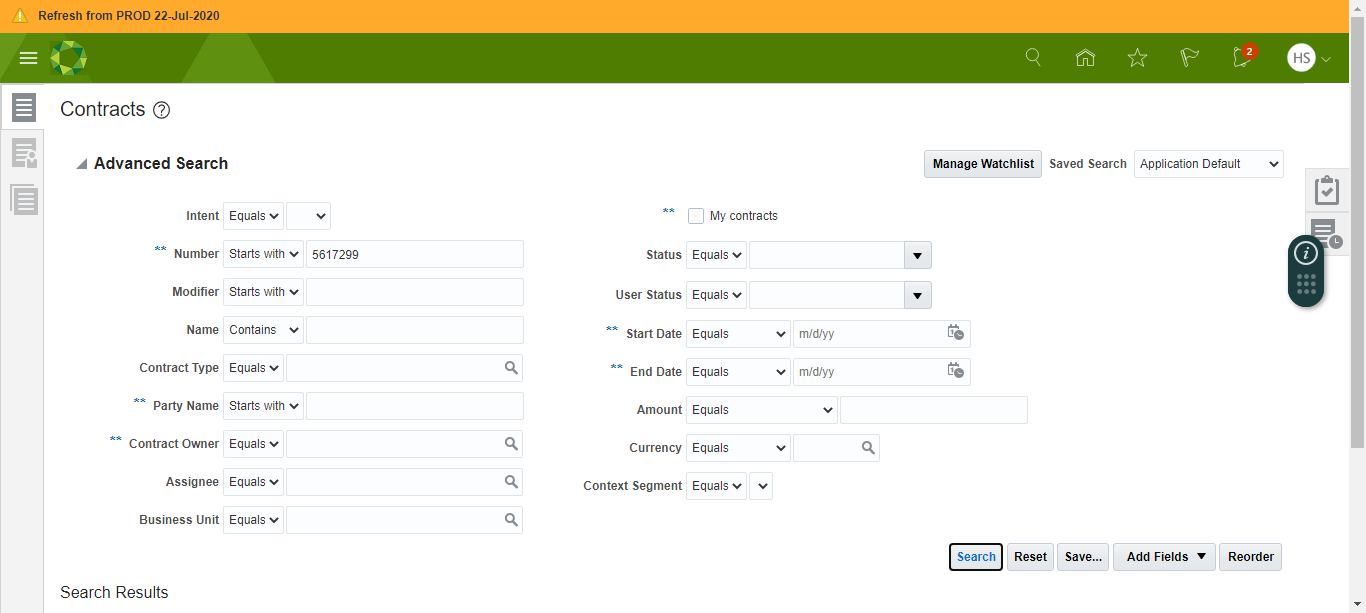 Refresh from PROD 22-Jul-2020
2
HS
Contracts ?
Advanced Search
Manage Watchlist Saved Search Application Default
Intent Equals
** Number Starts with 5617299
Modifier Starts with
Name Contains
Contract Type Equals
** Party Name Starts with
** Contract Owner Equals
Assignee Equals
Business Unit Equals
** My contracts
Status Equals
User Status Equals
** Start Date Equals m/d/yy
** End Date Equals m/d/yy
Amount Equals
Currency Equals
Context Segment Equals
i
Search Reset Save... Add Fields Reorder
Search Results